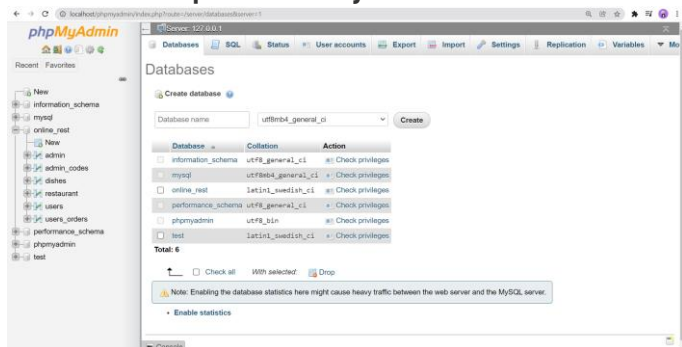 localhost/phpmyadmin/index.php?route=/server/databases&server=1
phpMyAdmin
Recent Favorites
New
information_schema
mysql
online_rest
New
admin
admin_codes
dishes
restaurant
users
users_orders
performance_schema
phpmyadmin
test
Server: 127.0.0.1
Databases SQL Status User accounts Export Import Settings Replication Variables Mo
Databases
Create database
Database name utf8mb4_general_ci Create
Database Collation Action
information_schema utf8_general_ci Check privileges
mysql utf8mb4_general_ci Check privileges
online_rest latin1_swedish_ci Check privileges
performance_schema utf8_general_ci Check privileges
phpmyadmin utf8_bin Check privileges
test latin1_swedish_ci Check privileges
Total: 6
Check all With selected: Drop
Note: Enabling the database statistics here might cause heavy traffic between the web server and the MySQL server.
Enable statistics
Console